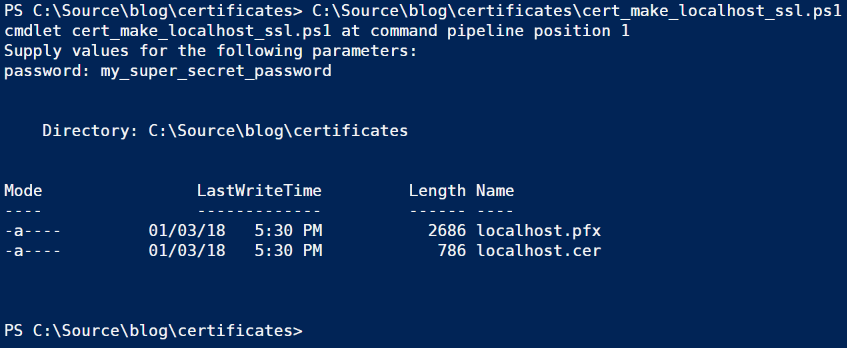 PS C:\Source\blog\certificates> C:\Source\blog\certificates\cert_make_localhost_ssl.ps1
cmdlet cert_make_localhost_ssl.ps1 at command pipeline position 1
Supply values for the following parameters:
password: my_super_secret_password
Directory: C:\Source\blog\certificates
Mode LastWriteTime Length Name
---- ------------- ------ ----
-a---- 01/03/18 5:30 PM 2686 localhost.pfx
-a---- 01/03/18 5:30 PM 786 localhost.cer
PS C:\Source\blog\certificates>